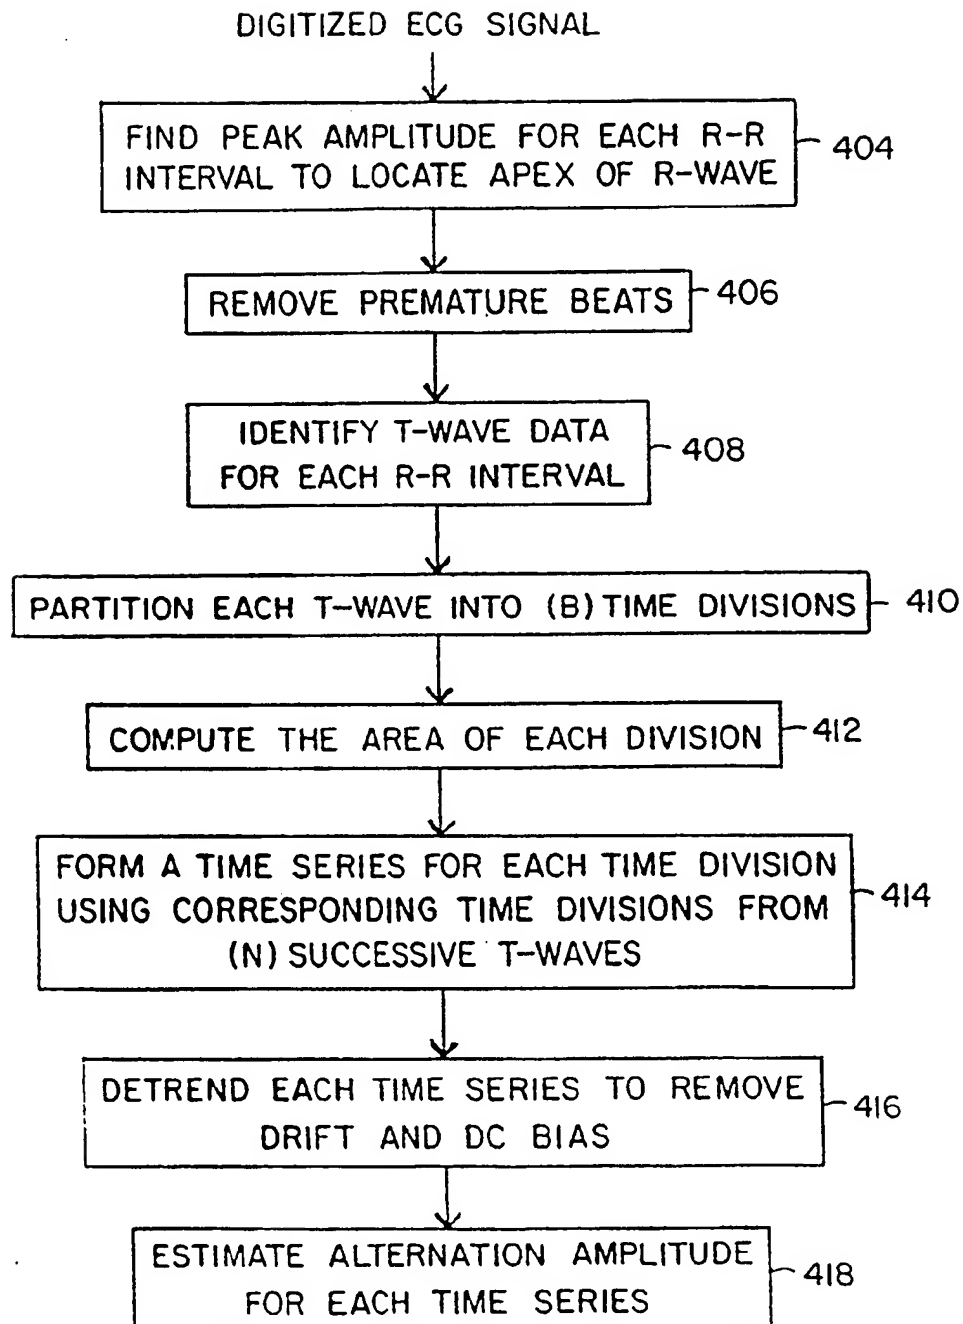 DIGITIZED ECG SIGNAL
FIND PEAK AMPLITUDE FOR EACH R-R
INTERVAL TO LOCATE APEX OF R-WAVE
404
REMOVE PREMATURE BEATS
406
IDENTIFY T-WAVE DATA
FOR EACH R-R INTERVAL
408
PARTITION EACH T-WAVE INTO (B) TIME DIVISIONS
410
COMPUTE THE AREA OF EACH DIVISION
412
FORM A TIME SERIES FOR EACH TIME DIVISION
USING CORRESPONDING TIME DIVISIONS FROM
(N) SUCCESSIVE T-WAVES
414
DETREND EACH TIME SERIES TO REMOVE
DRIFT AND DC BIAS
416
ESTIMATE ALTERNATION AMPLITUDE
FOR EACH TIME SERIES
418